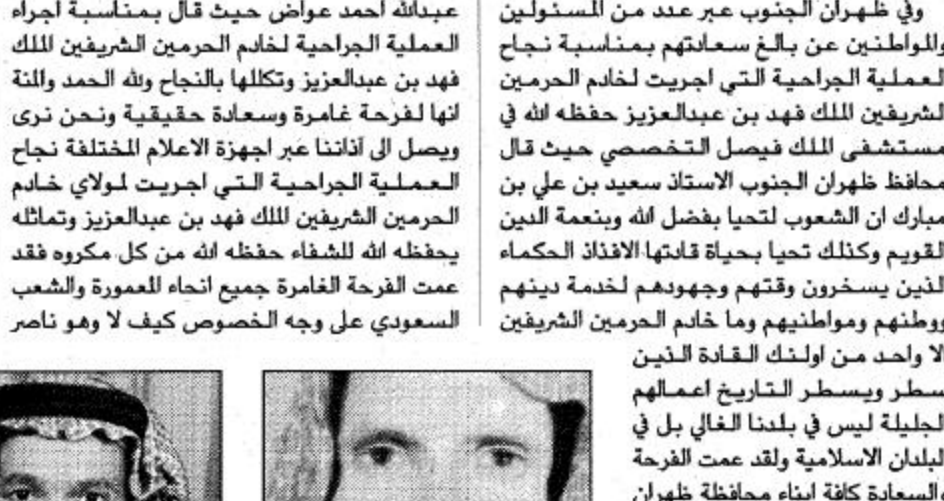 وفي ظهران الجنوب عبر عدد من المسئولين
والمواطنين عن بالغ سعادتهم بمناسبة نجاح
العملية الجراحية التي اجريت لخادم الحرمين
الشريفين الملك فهد بن عبدالعزيز حفظه الله في
مستشفى الملك فيصل التخصصي حيث قال
محافظ ظهران الجنوب الاستاذ سعيد بن علي بن
مبارك ان الشعوب لتحيا بفضل الله وبنعمة الدين
القويم وكذلك تحيا بحياة قادتها الافذاذ الحكماء
الذين يسخرون وقتهم وجهودهم لخدمة دينهم
ووطنهم ومواطنيهم وما خادم الحرمين الشريفين
الا واحد من اولئك القادة الذين
سطر ويسطر التاريخ اعمالهم
الجليلة ليس في بلدنا الغالي بل في
البلدان الاسلامية ولقد عمت الفرحة
والسعادة كافة ابناء محافظة ظهران
عبدالله احمد عواض حيث قال بمناسبة اجراء
العملية الجراحية لخادم الحرمين الشريفين الملك
فهد بن عبدالعزيز وتكللها بالنجاح ولله الحمد والمنة
انها لفرحة غامرة وسعادة حقيقية ونحن نرى
ويصل الى آذاننا عبر اجهزة الاعلام المختلفة نجاح
العملية الجراحية التي اجريت لمولاي خادم
الحرمين الشريفين الملك فهد بن عبدالعزيز وتماثله
يحفظه الله للشفاء حفظه الله من كل مكروه فقد
عمت الفرحة الغامرة جميع انحاء المعمورة والشعب
السعودي على وجه الخصوص كيف لا وهو ناصر